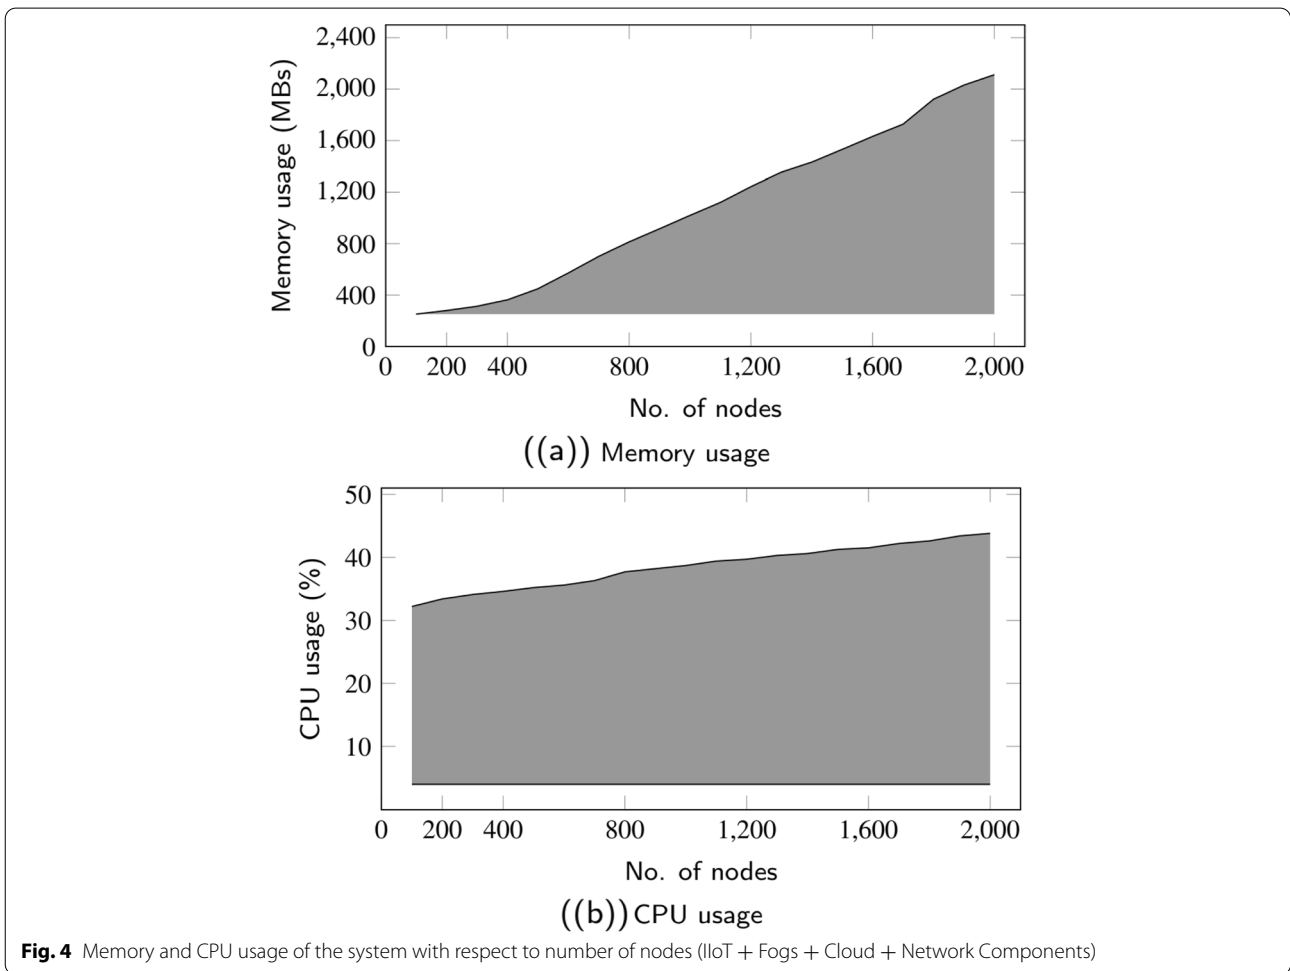 2,400
2,000
1,600
1,200
800
400
0
Memory usage (MBs)
0 200 400 800 1,200 1,600 2,000
No. of nodes
((a)) Memory usage
50
40
30
20
10
CPU usage (%)
0 200 400 800 1,200 1,600 2,000
No. of nodes
((b)) CPU usage
Fig. 4 Memory and CPU usage of the system with respect to number of nodes (IIoT + Fogs + Cloud + Network Components)